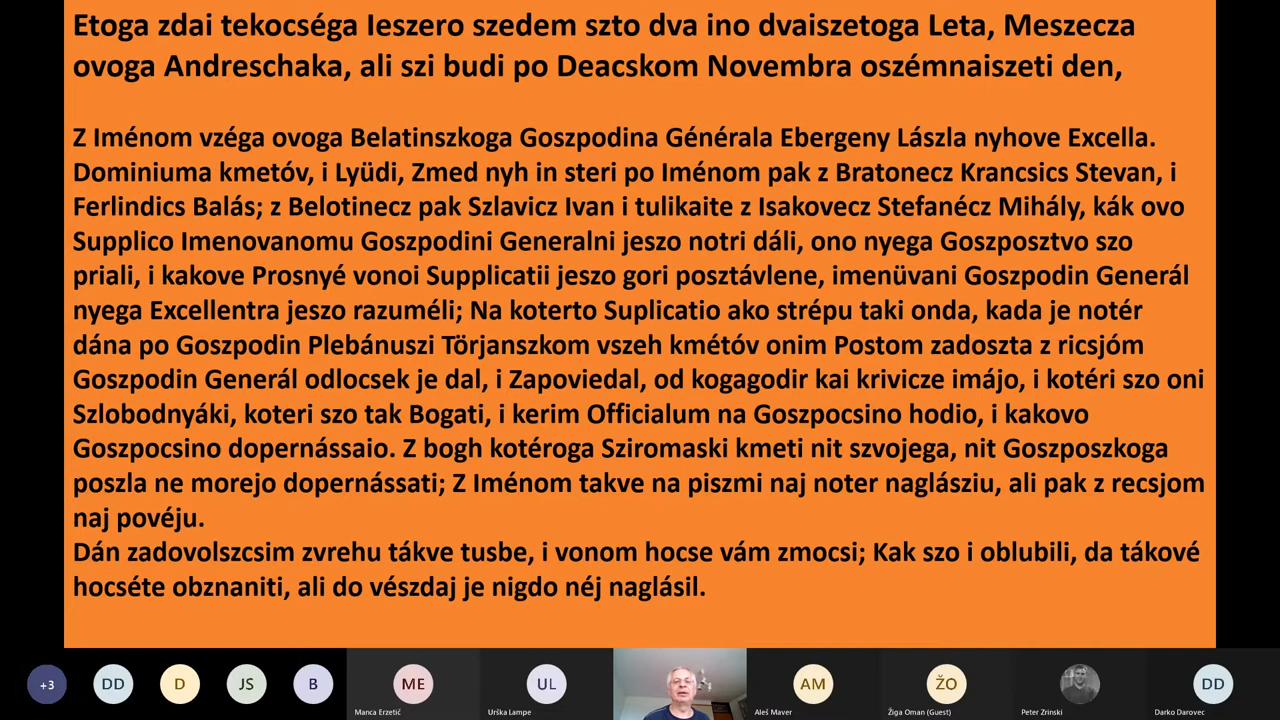 Etoga zdai tekocséga Ieszero szedem szto dva ino dvaiszetoga Leta, Meszecza
ovoga Andreschaka, ali szi budi po Deacskom Novembra oszémnaiszeti den,
Z Iménom vzéga ovoga Belatinszkoga Goszpodina Générala Ebergeny Lászla nyhove Excella.
Dominiuma kmetóv, i Lyüdi, Zmed nyh in steri po Iménom pak z Bratonecz Krancsics Stevan, i
Ferlindics Balás; z Belotinecz pak Szlavicz Ivan i tulikaite z Isakovecz Stefanécz Mihály, kák ovo
Supplico Imenovanomu Goszpodini Generalni jeszo notri dáli, ono nyega Goszposztvo szo
priali, i kakove Prosnyé vonoi Supplicatii jeszo gori posztávlene, imenüvani Goszpodin Generál
nyega Excellentra jeszo razuméli; Na koterto Suplicatio ako strépu taki onda, kada je notér
dána po Goszpodin Plebánuszi Törjanszkom vszeh kmétóv onim Postom zadoszta z ricsjóm
Goszpodin Generál odlocsek je dal, i Zapoviedal, od kogagodir kai krivicze imájo, i kotéri szo oni
Szlobodnyáki, koteri szo tak Bogati, i kerim Officialum na Goszpocsino hodio, i kakovo
Goszpocsino dopernássaio. Z bogh kotéroga Sziromaski kmeti nit szvojega, nit Goszposzkoga
poszla ne morejo dopernássati; Z Iménom takve na piszmi naj noter naglásziu, ali pak z recsjom
naj povéju.
Dán zadovolszcsim zvrehu tákve tusbe, i vonom hocse vám zmocsi; Kak szo i oblubili, da tákové
hocséte obznaniti, ali do vészdaj je nigdo néj naglásil.
+3
DD
D
JS
B
ME
UL
AM
ŽO
DD
Manca Erzetič
Urška Lampe
Aleš Maver
Žiga Oman (Guest)
Peter Zrinski
Darko Darovec